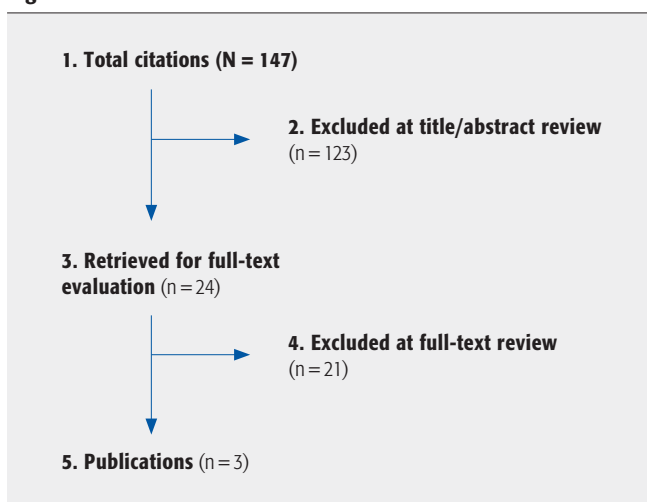 1. Total citations (N = 147)
2. Excluded at title/abstract review
(n = 123)
3. Retrieved for full-text
evaluation (n = 24)
4. Excluded at full-text review
(n = 21)
5. Publications (n = 3)